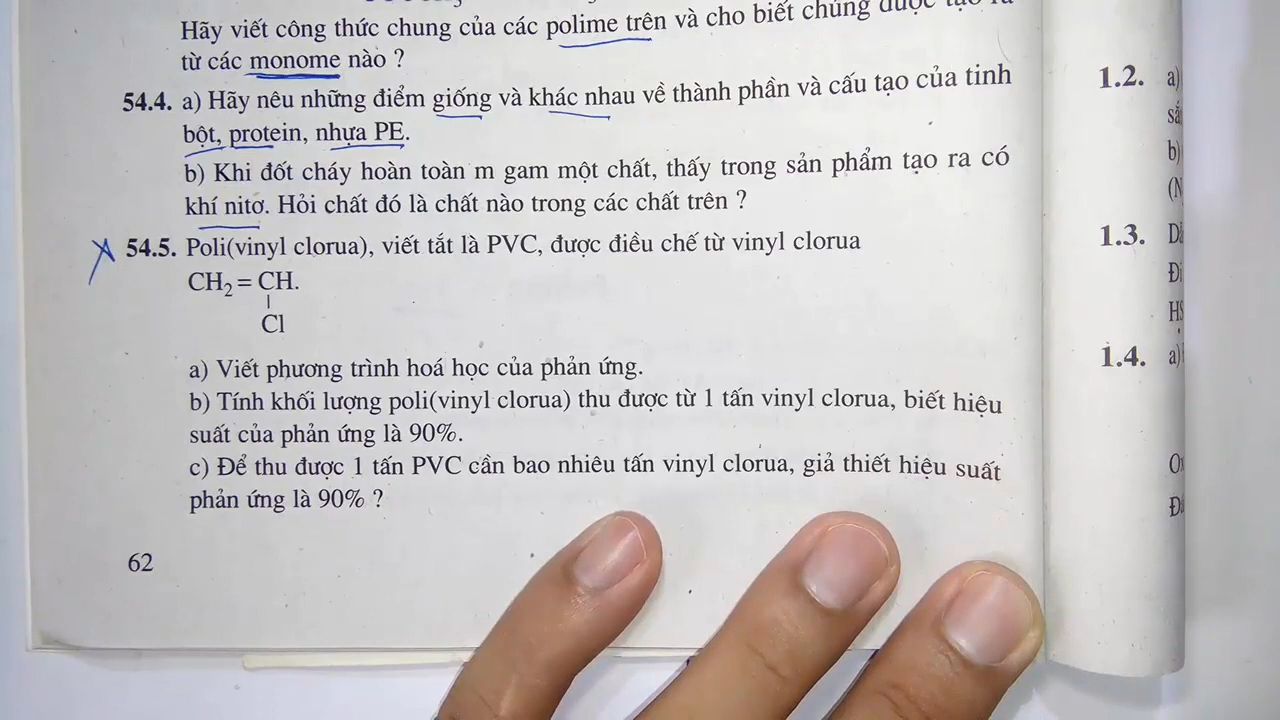 Hãy viết công thức chung của các polime trên và cho biết chúng được tạo ra
từ các monome nào ?
54.4. a) Hãy nêu những điểm giống và khác nhau về thành phần và cấu tạo của tinh
bột, protein, nhựa PE.
b) Khi đốt cháy hoàn toàn m gam một chất, thấy trong sản phẩm tạo ra có
khí nitơ. Hỏi chất đó là chất nào trong các chất trên ?
54.5. Poli(vinyl clorua), viết tắt là PVC, được điều chế từ vinyl clorua
CH₂ = CH.
Cl
a) Viết phương trình hoá học của phản ứng.
b) Tính khối lượng poli(vinyl clorua) thu được từ 1 tấn vinyl clorua, biết hiệu
suất của phản ứng là 90%.
c) Để thu được 1 tấn PVC cần bao nhiêu tấn vinyl clorua, giả thiết hiệu suất
phản ứng là 90% ?
62
1.2. a)
b)
1.3.
1.4. a)